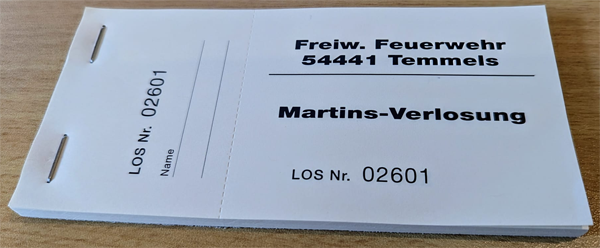 LOS Nr. 02601
Name
Freiw. Feuerwehr
54441 Temmels
Martins-Verlosung
LOS Nr. 02601